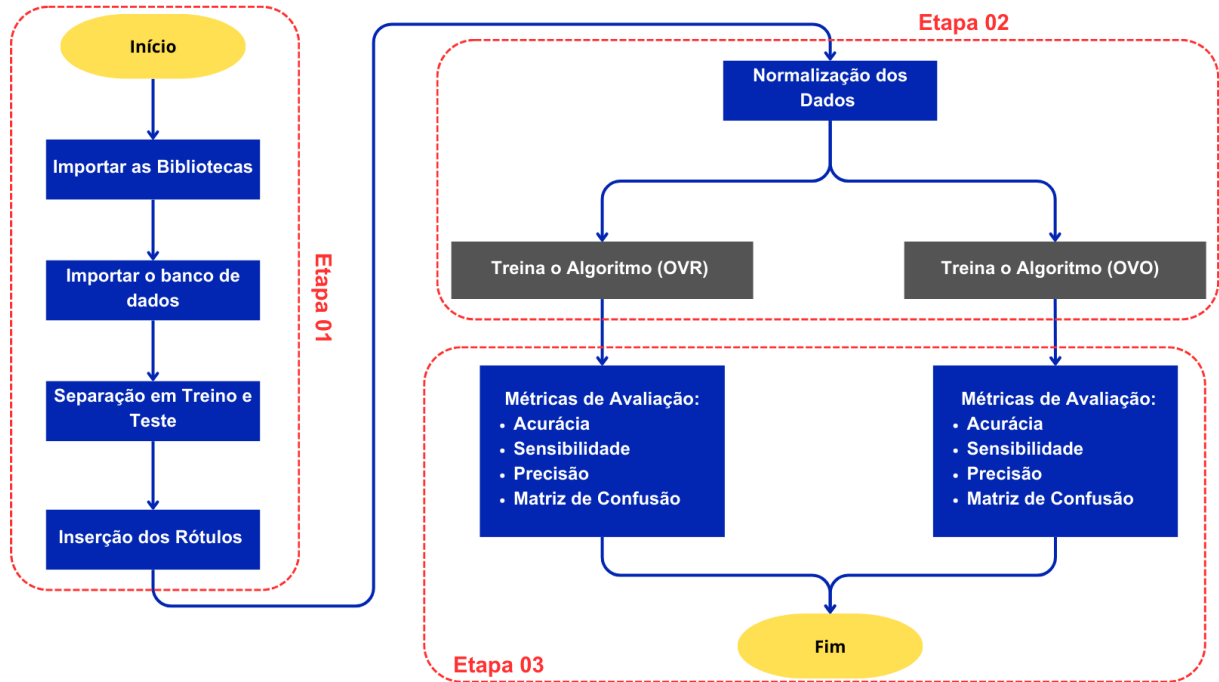 Início
Importar as Bibliotecas
Importar o banco de
dados
Separação em Treino e
Teste
Inserção dos Rótulos
Etapa 01
Etapa 02
Normalização dos
Dados
Treina o Algoritmo (OVR)
Treina o Algoritmo (OVO)
Métricas de Avaliação:
• Acurácia
• Sensibilidade
• Precisão
• Matriz de Confusão
Métricas de Avaliação:
• Acurácia
• Sensibilidade
• Precisão
• Matriz de Confusão
Fim
Etapa 03